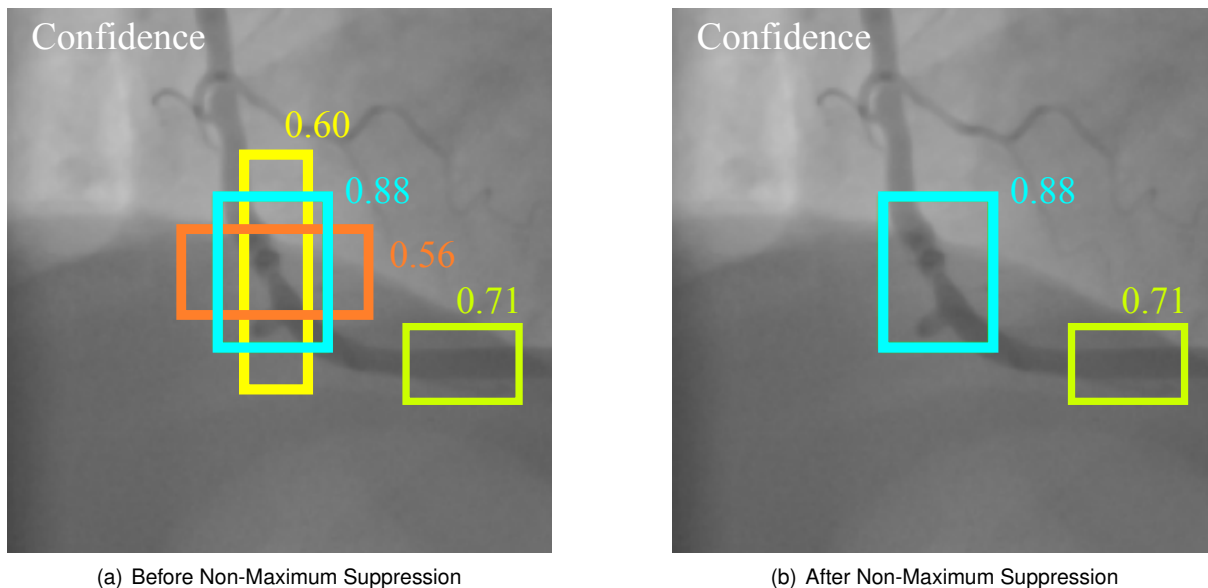 Confidence
0.60
0.88
0.56
0.71
(a) Before Non-Maximum Suppression
Confidence
0.88
0.71
(b) After Non-Maximum Suppression